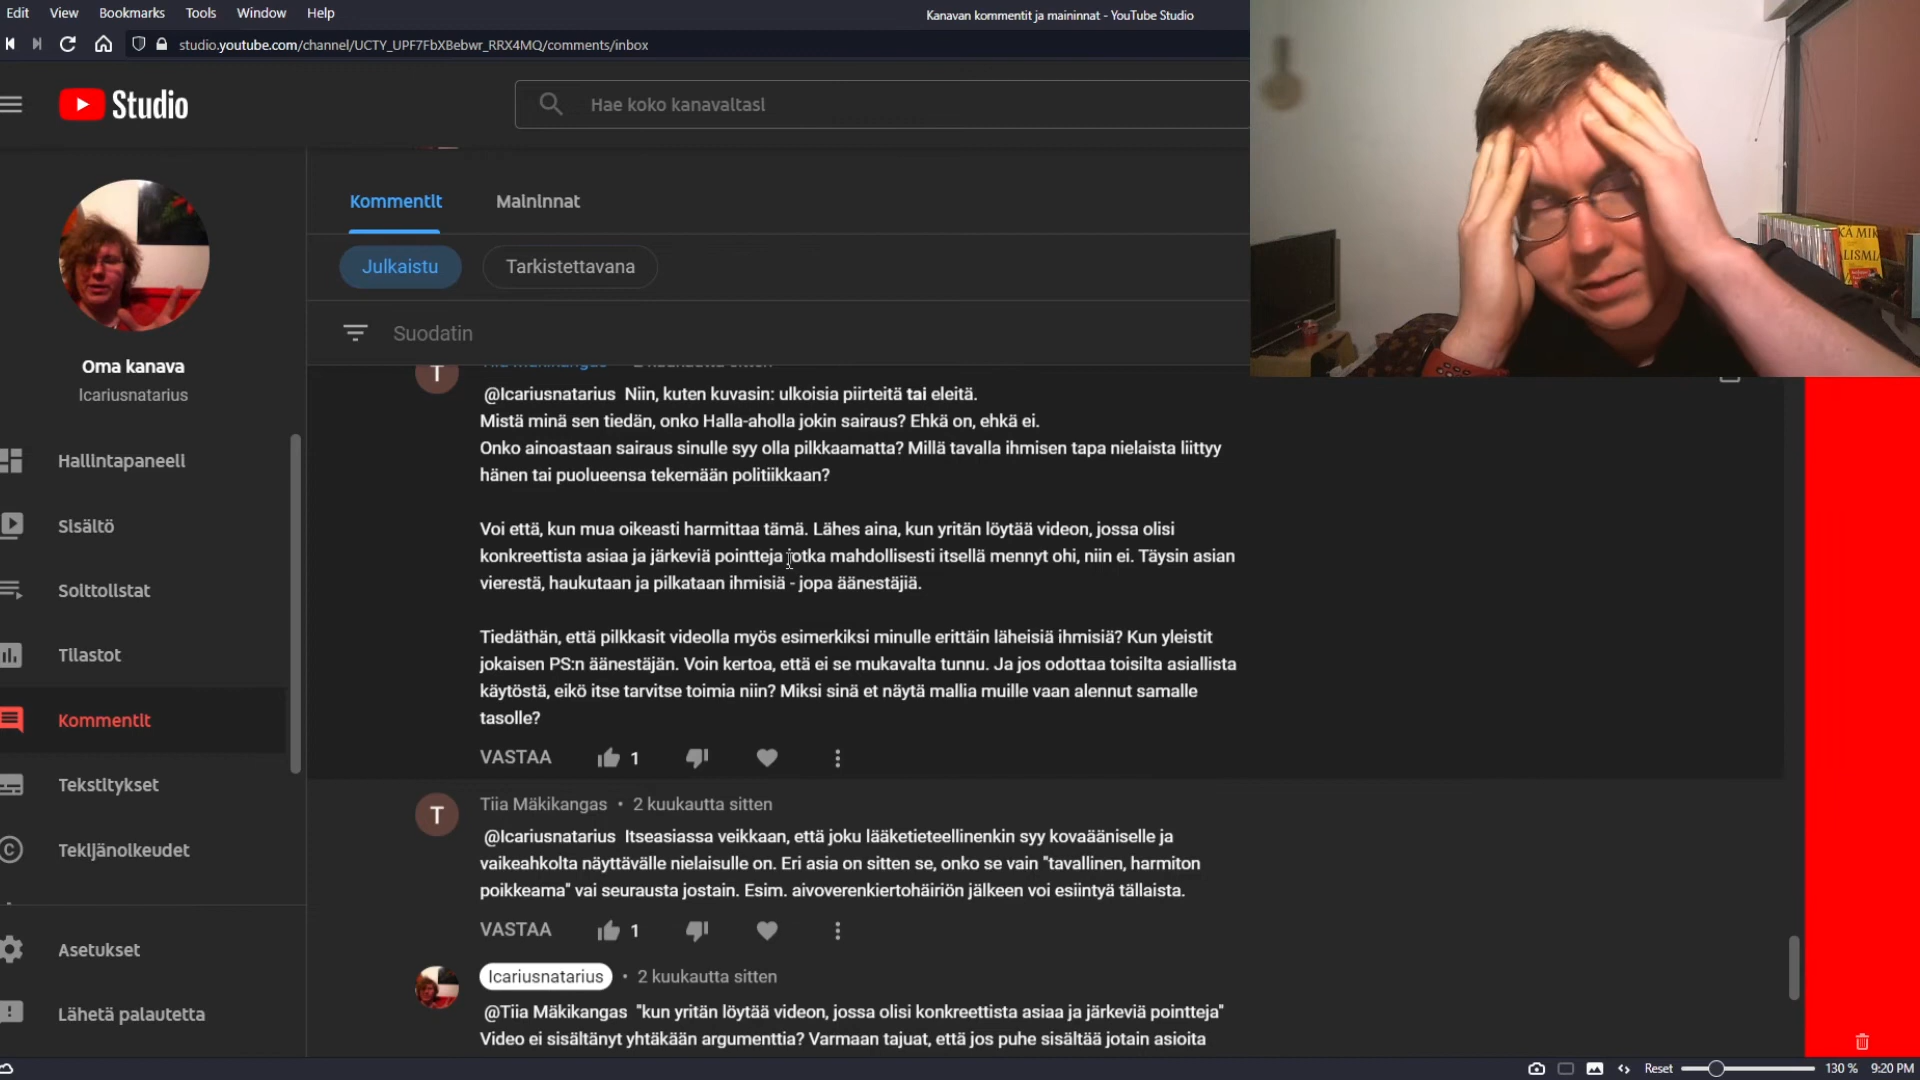 Edit View Bookmarks Tools Window Help
Kanavan kommentit ja maininnat - YouTube Studio
studio.youtube.com/channel/UCTY_UPF7FbXBebwr_RRX4MQ/comments/inbox
Studio
Hae koko kanavaltasi
Kommentit Maininnat
Julkaistu Tarkistettavana
Suodatin
Oma kanava
Icariusnatarius
Hallintapaneeli
Sisältö
Soittolistat
Tilastot
Kommentit
Tekstitykset
Tekijänoikeudet
Asetukset
Lähetä palautetta
T
@Icariusnatarius Niin, kuten kuvasin: ulkoisia piirteitä tai eleitä.
Mistä minä sen tiedän, onko Halla-aholla jokin sairaus? Ehkä on, ehkä ei.
Onko ainoastaan sairaus sinulle syy olla pilkkaamatta? Millä tavalla ihmisen tapa nielaista liittyy
hänen tai puolueensa tekemään politiikkaan?
Voi että, kun mua oikeasti harmittaa tämä. Lähes aina, kun yritän löytää videon, jossa olisi
konkreettista asiaa ja järkeviä pointteja jotka mahdollisesti itsellä mennyt ohi, niin ei. Täysin asian
vierestä, haukutaan ja pilkataan ihmisiä - jopa äänestäjiä.
Tiedäthän, että pilkkasit videolla myös esimerkiksi minulle erittäin läheisiä ihmisiä? Kun yleistit
jokaisen PS:n äänestäjän. Voin kertoa, että ei se mukavalta tunnu. Ja jos odottaa toisilta asiallista
käytöstä, eikö itse tarvitse toimia niin? Miksi sinä et näytä mallia muille vaan alennut samalle
tasolle?
VASTAA 1
T
Tiia Mäkikangas • 2 kuukautta sitten
@Icariusnatarius Itseasiassa veikkaan, että joku lääketieteellinenkin syy kovaääniselle ja
vaikeahkolta näyttävälle nielaisulle on. Eri asia on sitten se, onko se vain "tavallinen, harmiton
poikkeama" vai seurausta jostain. Esim. aivoverenkiertohäiriön jälkeen voi esiintyä tällaista.
VASTAA 1
Icariusnatarius • 2 kuukautta sitten
@Tiia Mäkikangas "kun yritän löytää videon, jossa olisi konkreettista asiaa ja järkeviä pointteja"
Video ei sisältänyt yhtäkään argumenttia? Varmaan tajuat, että jos puhe sisältää jotain asioita
Reset 130 % 9:20 PM